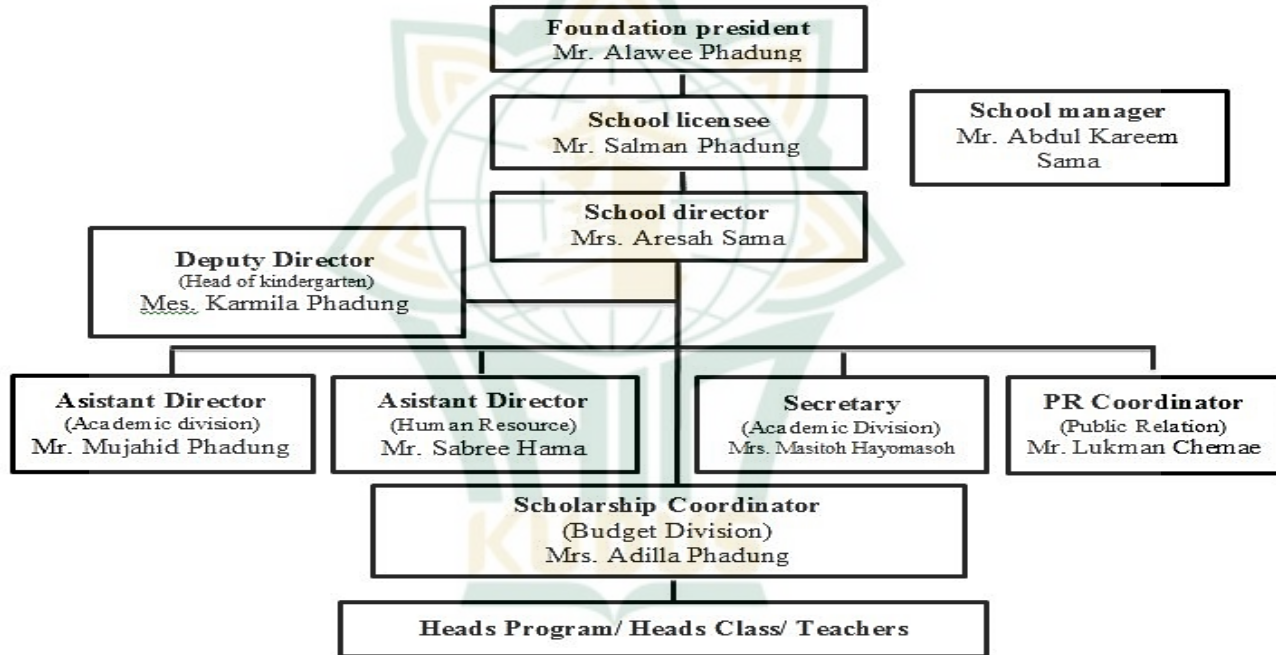 Foundation president
Mr. Alawee Phadung
School licensee
Mr. Salman Phadung
School manager
Mr. Abdul Kareem
Sama
School director
Mrs. Aresah Sama
Deputy Director
(Head of kindergarten)
Mes. Karmila Phadung
Asistant Director
(Academic division)
Mr. Mujahid Phadung
Asistant Director
(Human Resource)
Mr. Sabree Hama
Secretary
(Academic Division)
Mrs. Masitoh Hayomasoh
PR Coordinator
(Public Relation)
Mr. Lukman Chemae
Scholarship Coordinator
(Budget Division)
Mrs. Adilla Phadung
KUDUS
Heads Program/ Heads Class/ Teachers